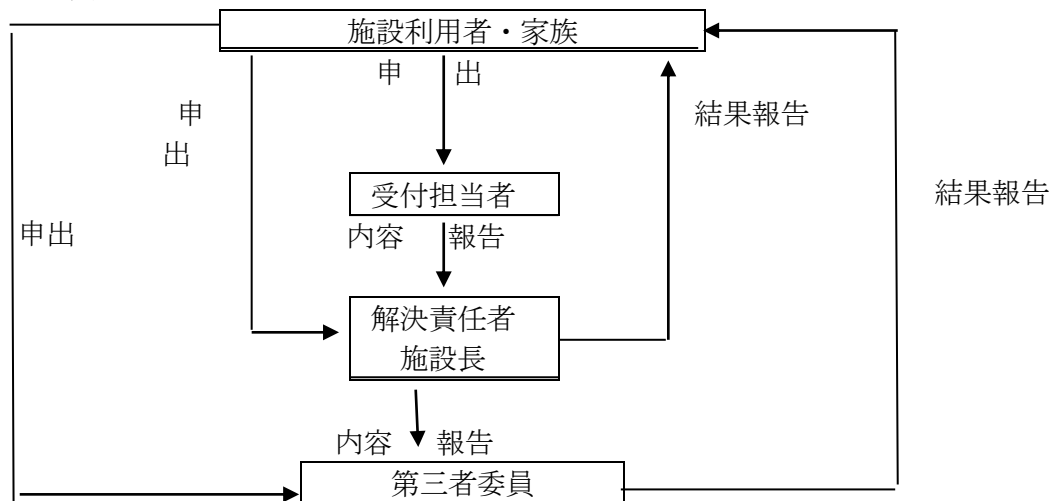 施設利用者・家族
申 出
申
出
結果報告
受付担当者
結果報告
内容 報告
申出
解決責任者
施設長
内容 報告
第三者委員